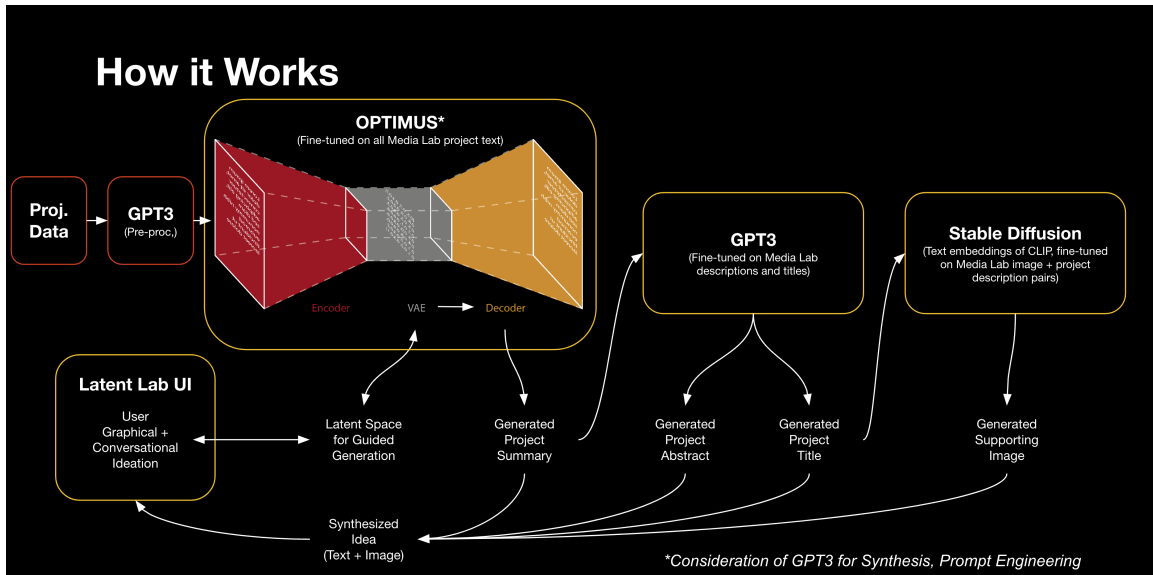 How it Works
OPTIMUS*
(Fine-tuned on all Media Lab project text)
Proj.
Data
GPT3
(Pre-proc,)
Encoder
VAE
Decoder
GPT3
(Fine-tuned on Media Lab
descriptions and titles)
Stable Diffusion
(Text embeddings of CLIP, fine-tuned
on Media Lab image + project
description pairs)
Latent Lab UI
User
Graphical +
Conversational
Ideation
Latent Space
for Guided
Generation
Generated
Project
Summary
Generated
Project
Abstract
Generated
Project
Title
Generated
Supporting
Image
Synthesized
Idea
(Text + Image)
*Consideration of GPT3 for Synthesis, Prompt Engineering